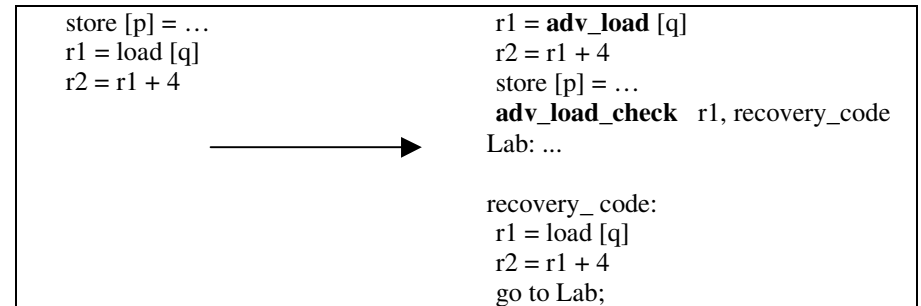 store [p] = …
r1 = load [q]
r2 = r1 + 4
r1 = adv_load [q]
r2 = r1 + 4
store [p] = …
adv_load_check r1, recovery_code
Lab: ...
recovery_ code:
r1 = load [q]
r2 = r1 + 4
go to Lab;